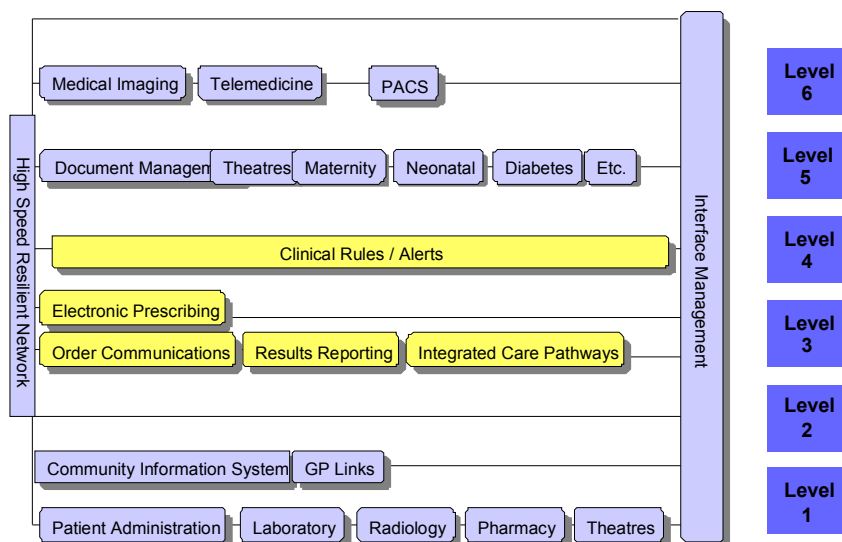 Medical Imaging
Telemedicine
PACS
Level
6
High Speed Resilient Network
Document Managem
Theatres
Maternity
Neonatal
Diabetes
Etc.
Level
5
Interface Management
Clinical Rules / Alerts
Level
4
Electronic Prescribing
Order Communications
Results Reporting
Integrated Care Pathways
Level
3
Level
2
Community Information System
GP Links
Patient Administration
Laboratory
Radiology
Pharmacy
Theatres
Level
1